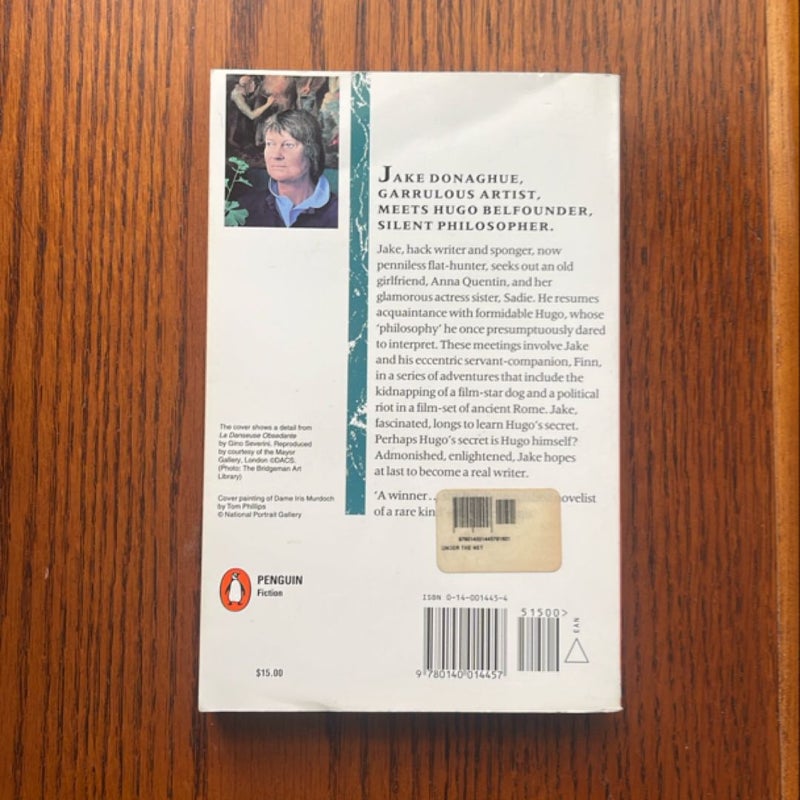 JAKE DONAGHUE,
GARRULOUS ARTIST,
MEETS HUGO BELFOUNDER,
SILENT PHILOSOPHER.
Jake, hack writer and sponger, now
penniless flat-hunter, seeks out an old
girlfriend, Anna Quentin, and her
glamorous actress sister, Sadie. He resumes
acquaintance with formidable Hugo, whose
'philosophy' he once presumptuously dared
to interpret. These meetings involve Jake
and his eccentric servant-companion, Finn,
in a series of adventures that include the
kidnapping of a film-star dog and a political
riot in a film-set of ancient Rome. Jake,
fascinated, longs to learn Hugo's secret.
Perhaps Hugo's secret is Hugo himself?
Admonished, enlightened, Jake hopes
at last to become a real writer.
'A winner.. novelist
of a rare
The cover shows a detail from
La Danseuse Obsedante
by Gino Severini. Reproduced
by courtesy of the Mayor
Gallery, London ©DACS.
(Photo: The Bridgeman Art
Library)
Cover painting of Dame Iris Murdoch
by Tom Phillips
© National Portrait Gallery
UNDER THE NET
PENGUIN
Fiction
$15.00
ISBN 0-14-001445-4
51500>
EAN
9 780140 014457